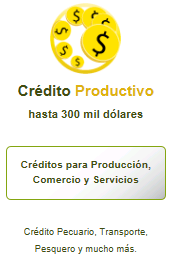 Crédito Productivo
hasta 300 mil dólares
Créditos para Producción,
Comercio y Servicios
Crédito Pecuario, Transporte,
Pesquero y mucho más.